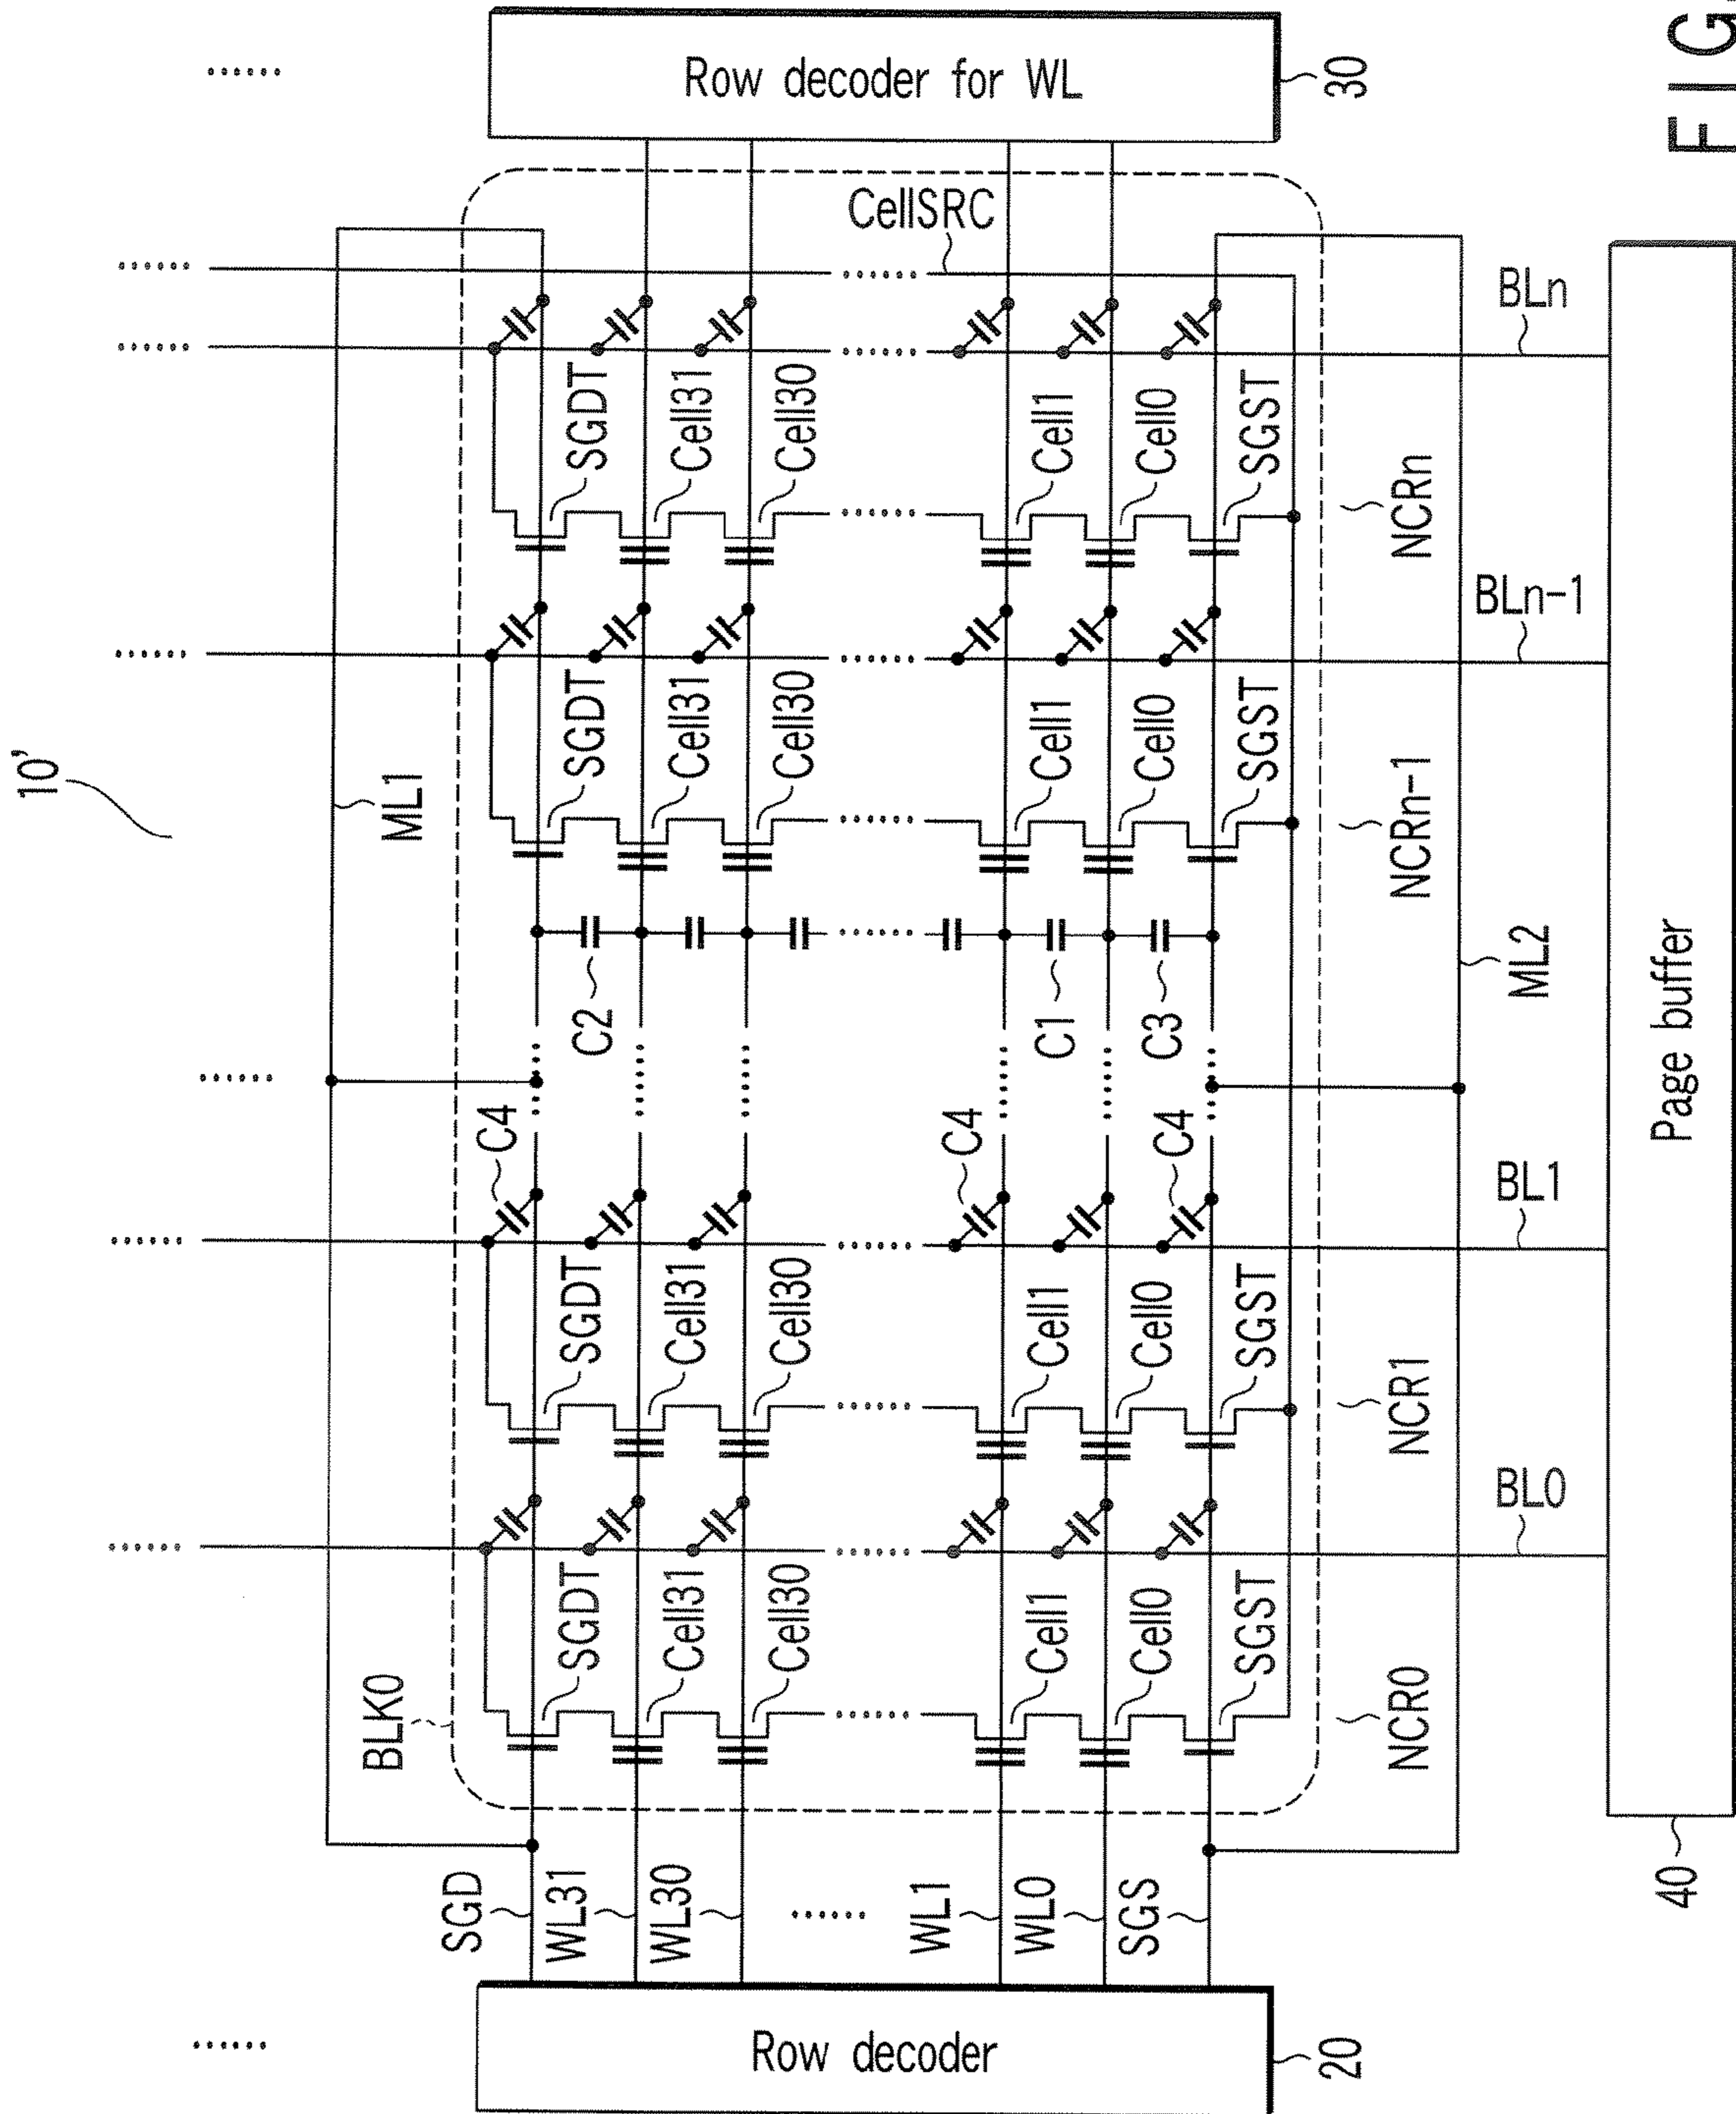 10'
ML1
BLK0
Row decoder
20
Row decoder for WL
30
SGD
C4
WL31
SGDT
SGDT
C2
SGDT
SGDT
WL30
Cell31
Cell31
Cell31
Cell31
Cell30
Cell30
Cell30
Cell30
CellSRC
WL1
C4
WL0
Cell1
Cell1
C1
Cell1
Cell1
SGS
Cell0
Cell0
C4
C3
Cell0
Cell0
SGST
SGST
SGST
SGST
NCR0
NCR1
NCRn-1
NCRn
ML2
BL0
BL1
BLn-1
BLn
40
Page buffer
FIG.